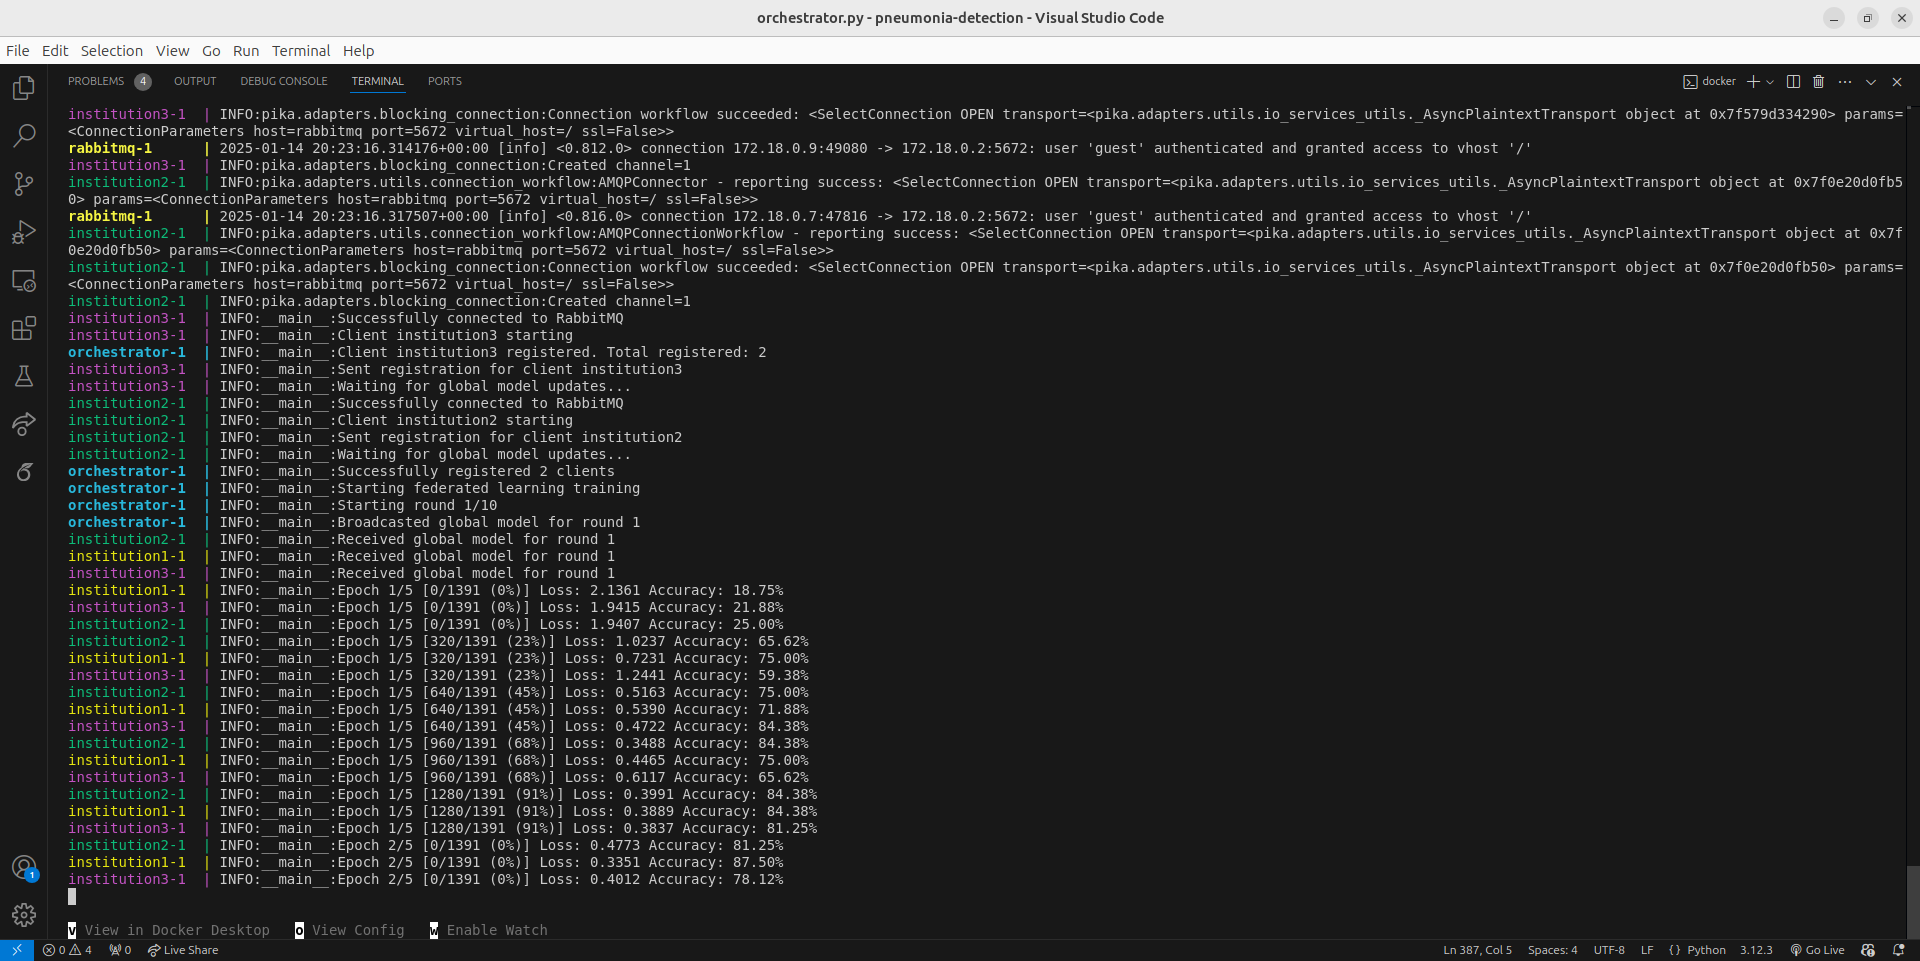 orchestrator.py - pneumonia-detection - Visual Studio Code
File Edit Selection View Go Run Terminal Help
PROBLEMS 4 OUTPUT DEBUG CONSOLE TERMINAL PORTS docker
institution3-1 | INFO:pika.adapters.blocking_connection:Connection workflow succeeded: <SelectConnection OPEN transport=<pika.adapters.utils.io_services_utils._AsyncPlaintextTransport object at 0x7f579d334290> params=
<ConnectionParameters host=rabbitmq port=5672 virtual_host=/ ssl=False>>
rabbitmq-1 | 2025-01-14 20:23:16.314176+00:00 [info] <0.812.0> connection 172.18.0.9:49080 -> 172.18.0.2:5672: user 'guest' authenticated and granted access to vhost '/'
institution3-1 | INFO:pika.adapters.blocking_connection:Created channel=1
institution2-1 | INFO:pika.adapters.utils.connection_workflow:AMQPConnector - reporting success: <SelectConnection OPEN transport=<pika.adapters.utils.io_services_utils._AsyncPlaintextTransport object at 0x7f0e20d0fb5
0> params=<ConnectionParameters host=rabbitmq port=5672 virtual_host=/ ssl=False>>
rabbitmq-1 | 2025-01-14 20:23:16.317507+00:00 [info] <0.816.0> connection 172.18.0.7:47816 -> 172.18.0.2:5672: user 'guest' authenticated and granted access to vhost '/'
institution2-1 | INFO:pika.adapters.utils.connection_workflow:AMQPConnectionWorkflow - reporting success: <SelectConnection OPEN transport=<pika.adapters.utils.io_services_utils._AsyncPlaintextTransport object at 0x7f
0e20d0fb50> params=<ConnectionParameters host=rabbitmq port=5672 virtual_host=/ ssl=False>>
institution2-1 | INFO:pika.adapters.blocking_connection:Connection workflow succeeded: <SelectConnection OPEN transport=<pika.adapters.utils.io_services_utils._AsyncPlaintextTransport object at 0x7f0e20d0fb50> params=
<ConnectionParameters host=rabbitmq port=5672 virtual_host=/ ssl=False>>
institution2-1 | INFO:pika.adapters.blocking_connection:Created channel=1
institution3-1 | INFO:__main__:Successfully connected to RabbitMQ
institution3-1 | INFO:__main__:Client institution3 starting
orchestrator-1 | INFO:__main__:Client institution3 registered. Total registered: 2
institution3-1 | INFO:__main__:Sent registration for client institution3
institution3-1 | INFO:__main__:Waiting for global model updates...
institution2-1 | INFO:__main__:Successfully connected to RabbitMQ
institution2-1 | INFO:__main__:Client institution2 starting
institution2-1 | INFO:__main__:Sent registration for client institution2
institution2-1 | INFO:__main__:Waiting for global model updates...
orchestrator-1 | INFO:__main__:Successfully registered 2 clients
orchestrator-1 | INFO:__main__:Starting federated learning training
orchestrator-1 | INFO:__main__:Starting round 1/10
orchestrator-1 | INFO:__main__:Broadcasted global model for round 1
institution2-1 | INFO:__main__:Received global model for round 1
institution1-1 | INFO:__main__:Received global model for round 1
institution3-1 | INFO:__main__:Received global model for round 1
institution1-1 | INFO:__main__:Epoch 1/5 [0/1391 (0%)] Loss: 2.1361 Accuracy: 18.75%
institution3-1 | INFO:__main__:Epoch 1/5 [0/1391 (0%)] Loss: 1.9415 Accuracy: 21.88%
institution2-1 | INFO:__main__:Epoch 1/5 [0/1391 (0%)] Loss: 1.9407 Accuracy: 25.00%
institution2-1 | INFO:__main__:Epoch 1/5 [320/1391 (23%)] Loss: 1.0237 Accuracy: 65.62%
institution1-1 | INFO:__main__:Epoch 1/5 [320/1391 (23%)] Loss: 0.7231 Accuracy: 75.00%
institution3-1 | INFO:__main__:Epoch 1/5 [320/1391 (23%)] Loss: 1.2441 Accuracy: 59.38%
institution2-1 | INFO:__main__:Epoch 1/5 [640/1391 (45%)] Loss: 0.5163 Accuracy: 75.00%
institution1-1 | INFO:__main__:Epoch 1/5 [640/1391 (45%)] Loss: 0.5390 Accuracy: 71.88%
institution3-1 | INFO:__main__:Epoch 1/5 [640/1391 (45%)] Loss: 0.4722 Accuracy: 84.38%
institution2-1 | INFO:__main__:Epoch 1/5 [960/1391 (68%)] Loss: 0.3488 Accuracy: 84.38%
institution1-1 | INFO:__main__:Epoch 1/5 [960/1391 (68%)] Loss: 0.4465 Accuracy: 75.00%
institution3-1 | INFO:__main__:Epoch 1/5 [960/1391 (68%)] Loss: 0.6117 Accuracy: 65.62%
institution2-1 | INFO:__main__:Epoch 1/5 [1280/1391 (91%)] Loss: 0.3991 Accuracy: 84.38%
institution1-1 | INFO:__main__:Epoch 1/5 [1280/1391 (91%)] Loss: 0.3889 Accuracy: 84.38%
institution3-1 | INFO:__main__:Epoch 1/5 [1280/1391 (91%)] Loss: 0.3837 Accuracy: 81.25%
institution2-1 | INFO:__main__:Epoch 2/5 [0/1391 (0%)] Loss: 0.4773 Accuracy: 81.25%
institution1-1 | INFO:__main__:Epoch 2/5 [0/1391 (0%)] Loss: 0.3351 Accuracy: 87.50%
institution3-1 | INFO:__main__:Epoch 2/5 [0/1391 (0%)] Loss: 0.4012 Accuracy: 78.12%
v View in Docker Desktop o View Config w Enable Watch
1
0 4 0 Live Share Ln 387, Col 5 Spaces: 4 UTF-8 LF {} Python 3.12.3 Go Live